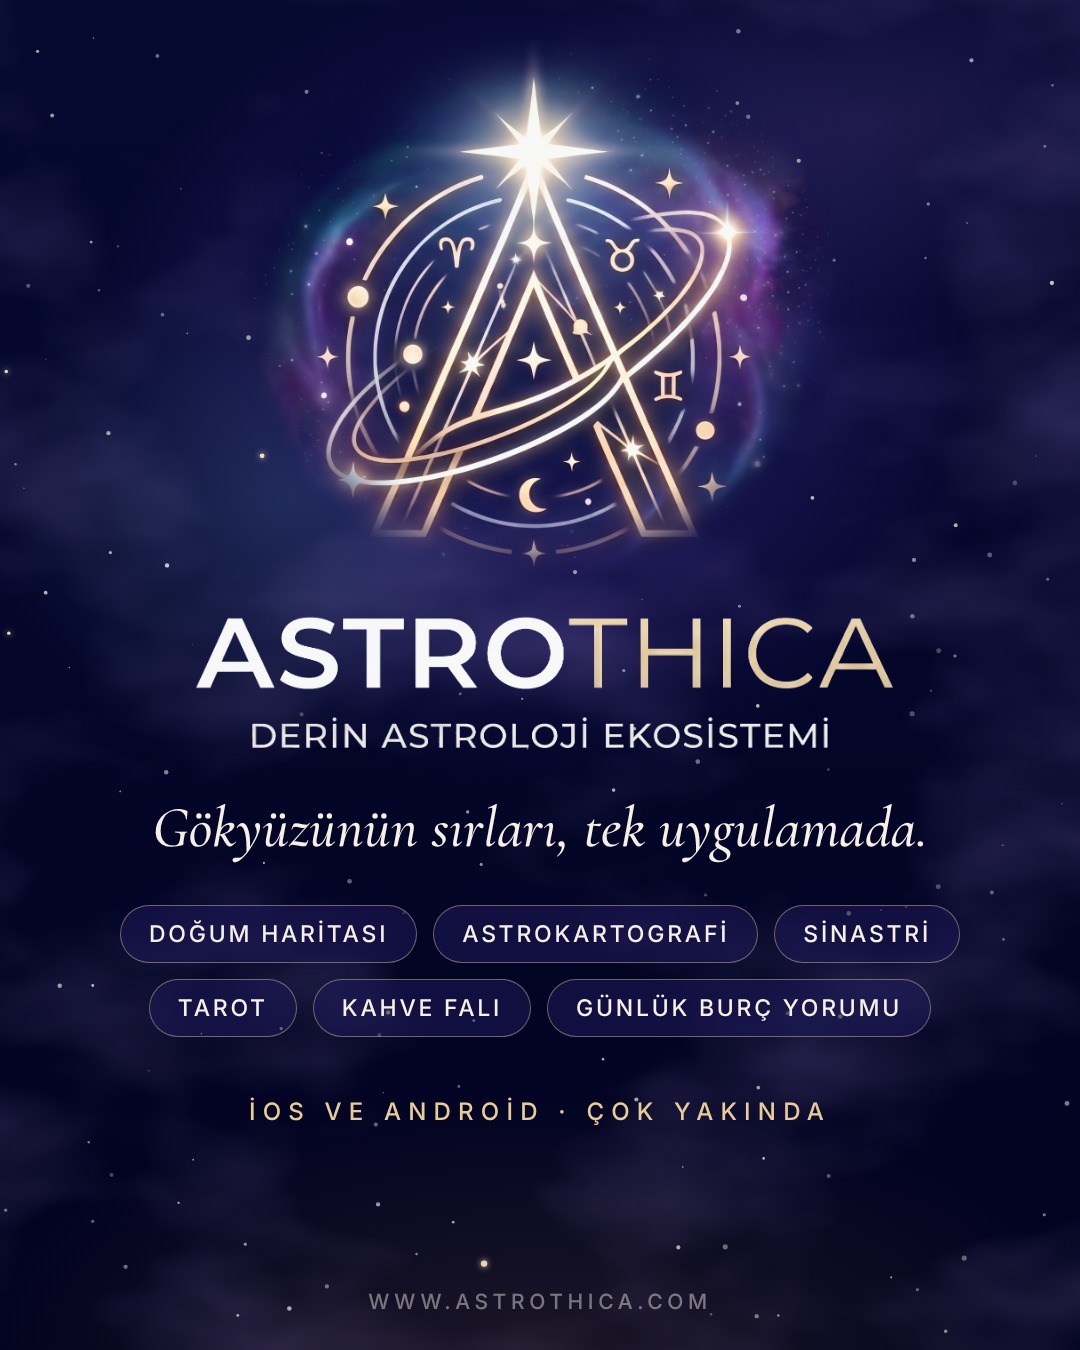 ASTROTHICA
DERİN ASTROLOJİ EKOSİSTEMİ
Gökyüzünün sırları, tek uygulamada.
DOĞUM HARİTASI ASTROKARTOGRAFİ SİNASTRİ
TAROT KAHVE FALI GÜNLÜK BURÇ YORUMU
İOS VE ANDROİD · ÇOK YAKINDA
WWW.ASTROTHICA.COM